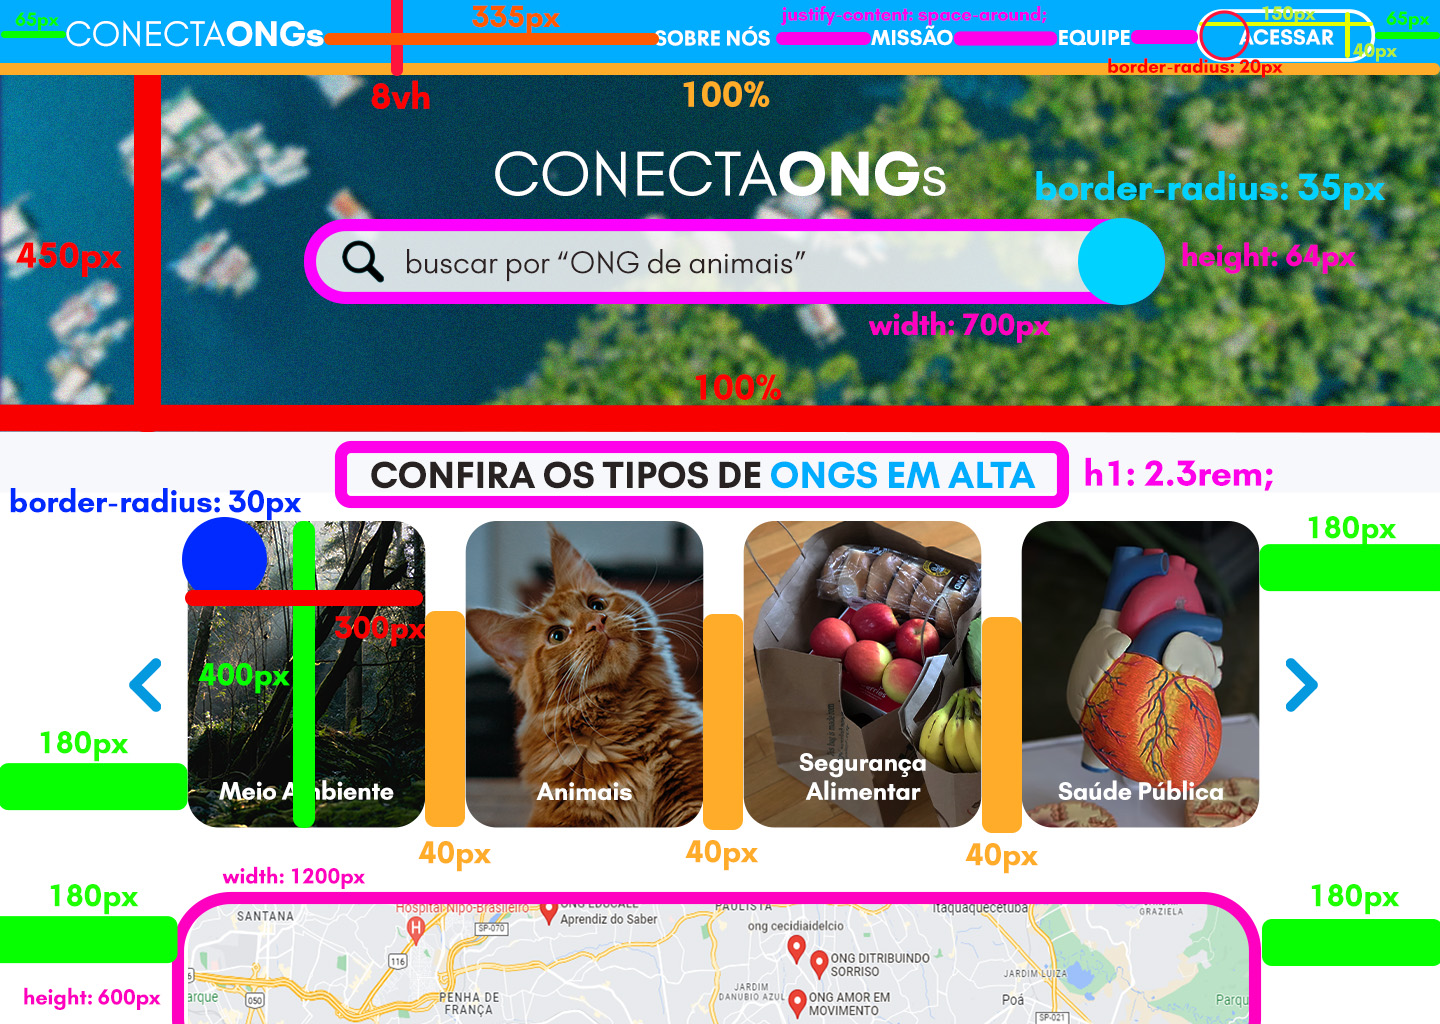 65px
CONECTAONGs
335px
SOBRE NÓS
justify-content: space-around;
MISSÃO
EQUIPE
150px
ACESSAR
40px
65px
border-radius: 20px
8vh
100%
CONECTAONGs
border-radius: 35px
450px
buscar por “ONG de animais”
height: 64px
width: 700px
100%
CONFIRA OS TIPOS DE ONGS EM ALTA
h1: 2.3rem;
border-radius: 30px
180px
300px
400px
180px
Meio Ambiente
Animais
Segurança
Alimentar
Saúde Pública
40px
40px
40px
width: 1200px
180px
180px
SANTANA
Hospital Nipo-Brasileiro
SP-070
ONG EDUCALE
Aprendiz do Saber
PAULISTA
ong cecidiaidelcio
Itaquaquecetuba
GRAZIELA
116
ONG DITRIBUINDO
SORRISO
JARDIM LUIZA
height: 600px
arque
050
PENHA DE
FRANÇA
JARDIM
DANUBIO AZUL
ONG AMOR EM
MOVIMENTO
Poá
SP-021
Parqu